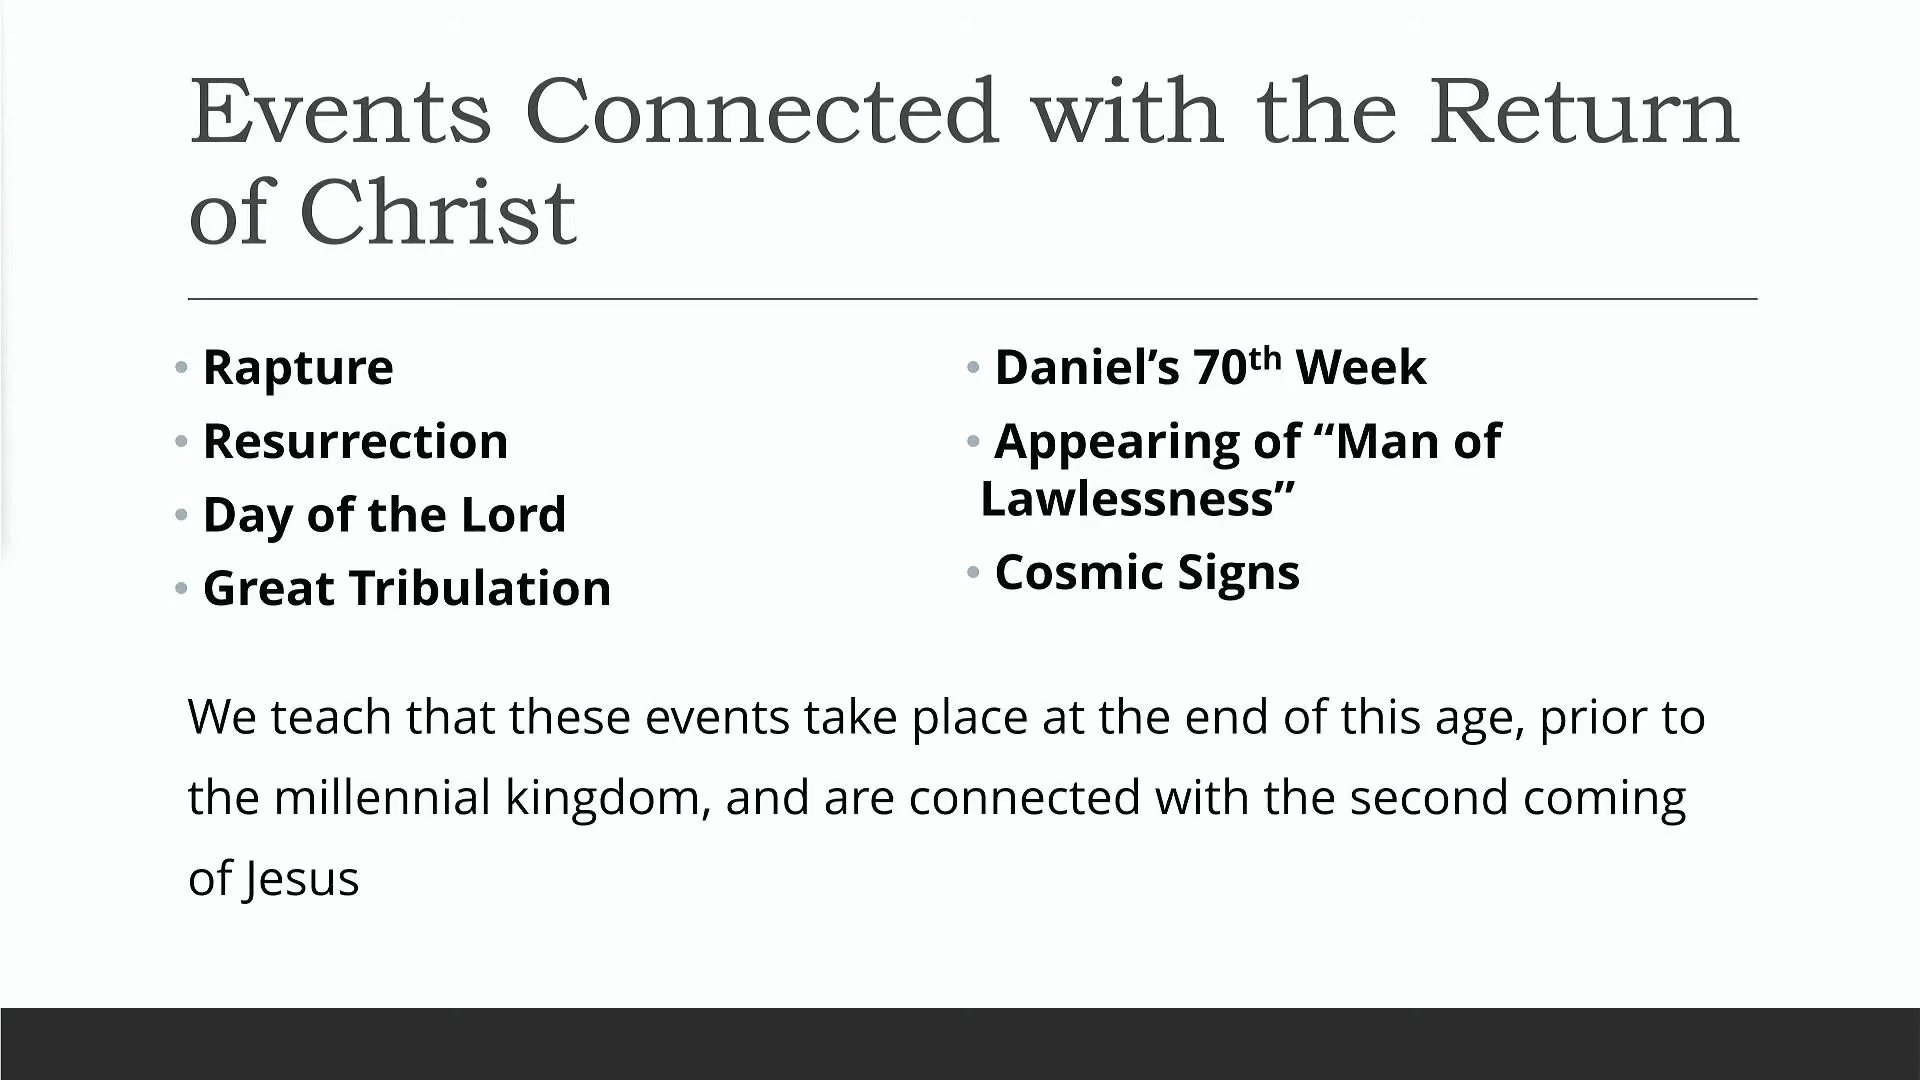 Events Connected with the Return
of Christ
• Rapture
• Resurrection
• Day of the Lord
• Great Tribulation
• Daniel’s 70th Week
• Appearing of “Man of
Lawlessness”
• Cosmic Signs
We teach that these events take place at the end of this age, prior to
the millennial kingdom, and are connected with the second coming
of Jesus